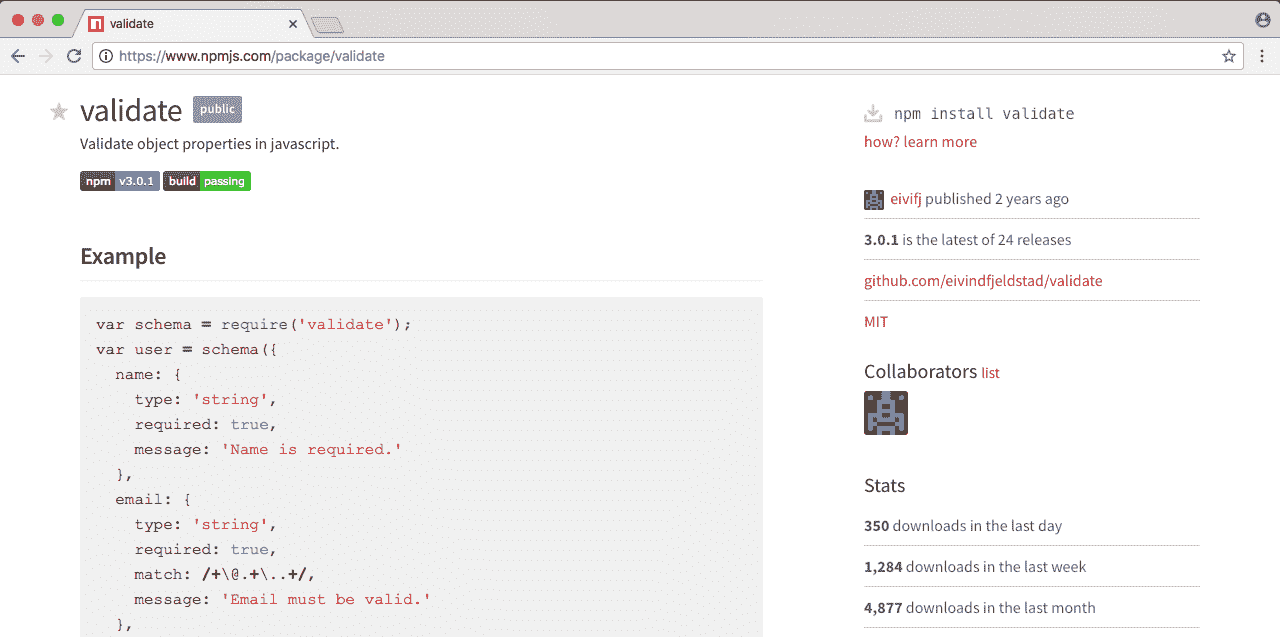 validate
https://www.npmjs.com/package/validate
validate public
Validate object properties in javascript.
npm v3.0.1 build passing
Example
var schema = require('validate');
var user = schema({
  name: {
    type: 'string',
    required: true,
    message: 'Name is required.'
  },
  email: {
    type: 'string',
    required: true,
    match: /+\@.+\..+/,
    message: 'Email must be valid.'
  },
npm install validate
how? learn more
eivifj published 2 years ago
3.0.1 is the latest of 24 releases
github.com/eivindfjeldstad/validate
MIT
Collaborators list
Stats
350 downloads in the last day
1,284 downloads in the last week
4,877 downloads in the last month